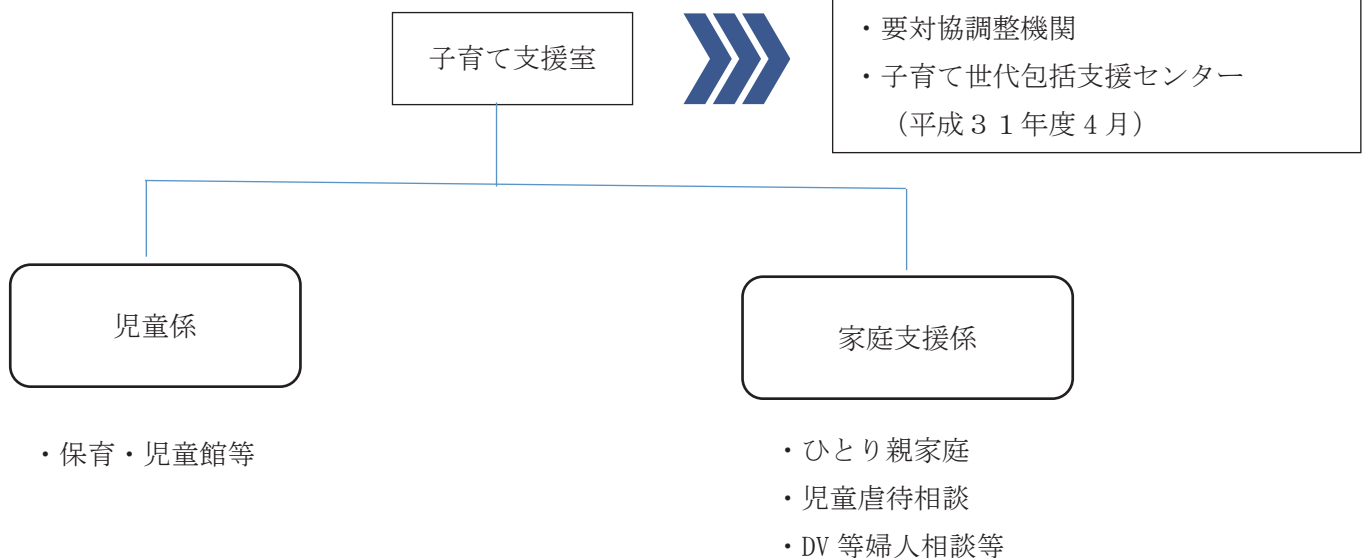 子育て支援室
・要対協調整機関
・子育て世代包括支援センター
（平成３１年度４月）
児童係
家庭支援係
・保育・児童館等
・ひとり親家庭
・児童虐待相談
・DV 等婦人相談等